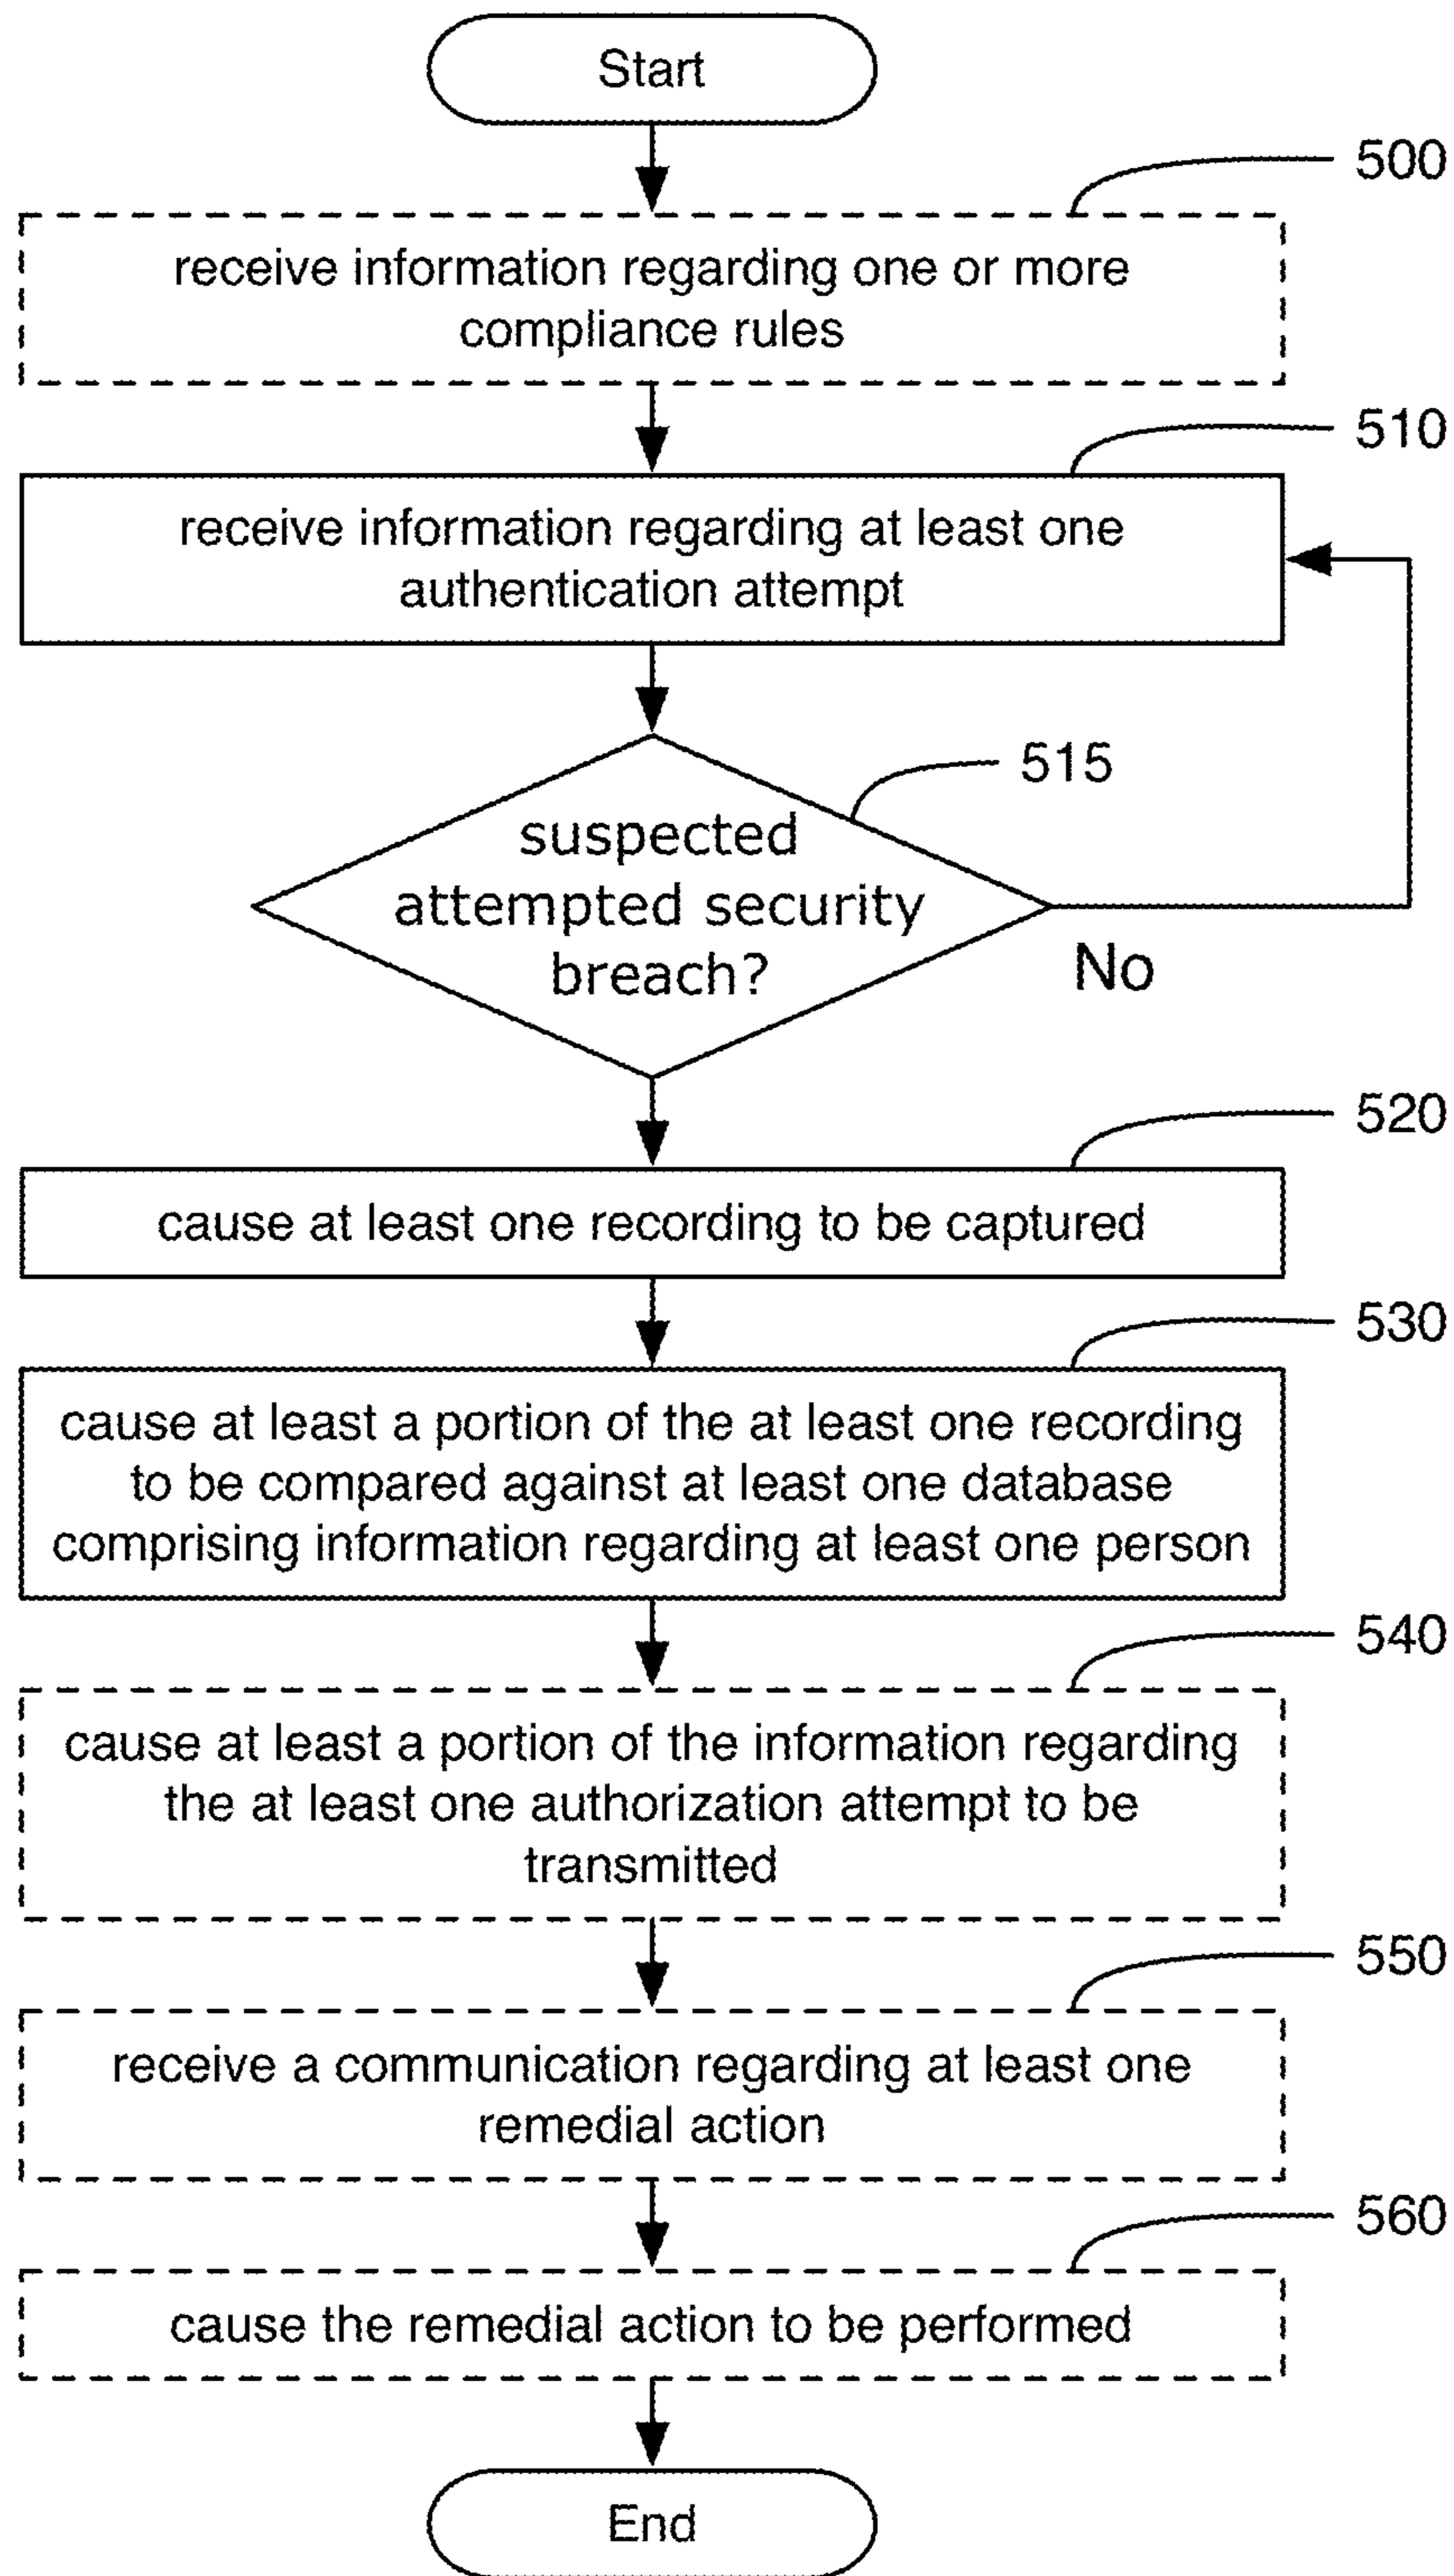 Start
500
receive information regarding one or more
compliance rules
510
receive information regarding at least one
authentication attempt
515
suspected
attempted security
breach?
No
520
cause at least one recording to be captured
530
cause at least a portion of the at least one recording
to be compared against at least one database
comprising information regarding at least one person
540
cause at least a portion of the information regarding
the at least one authorization attempt to be
transmitted
550
receive a communication regarding at least one
remedial action
560
cause the remedial action to be performed
End